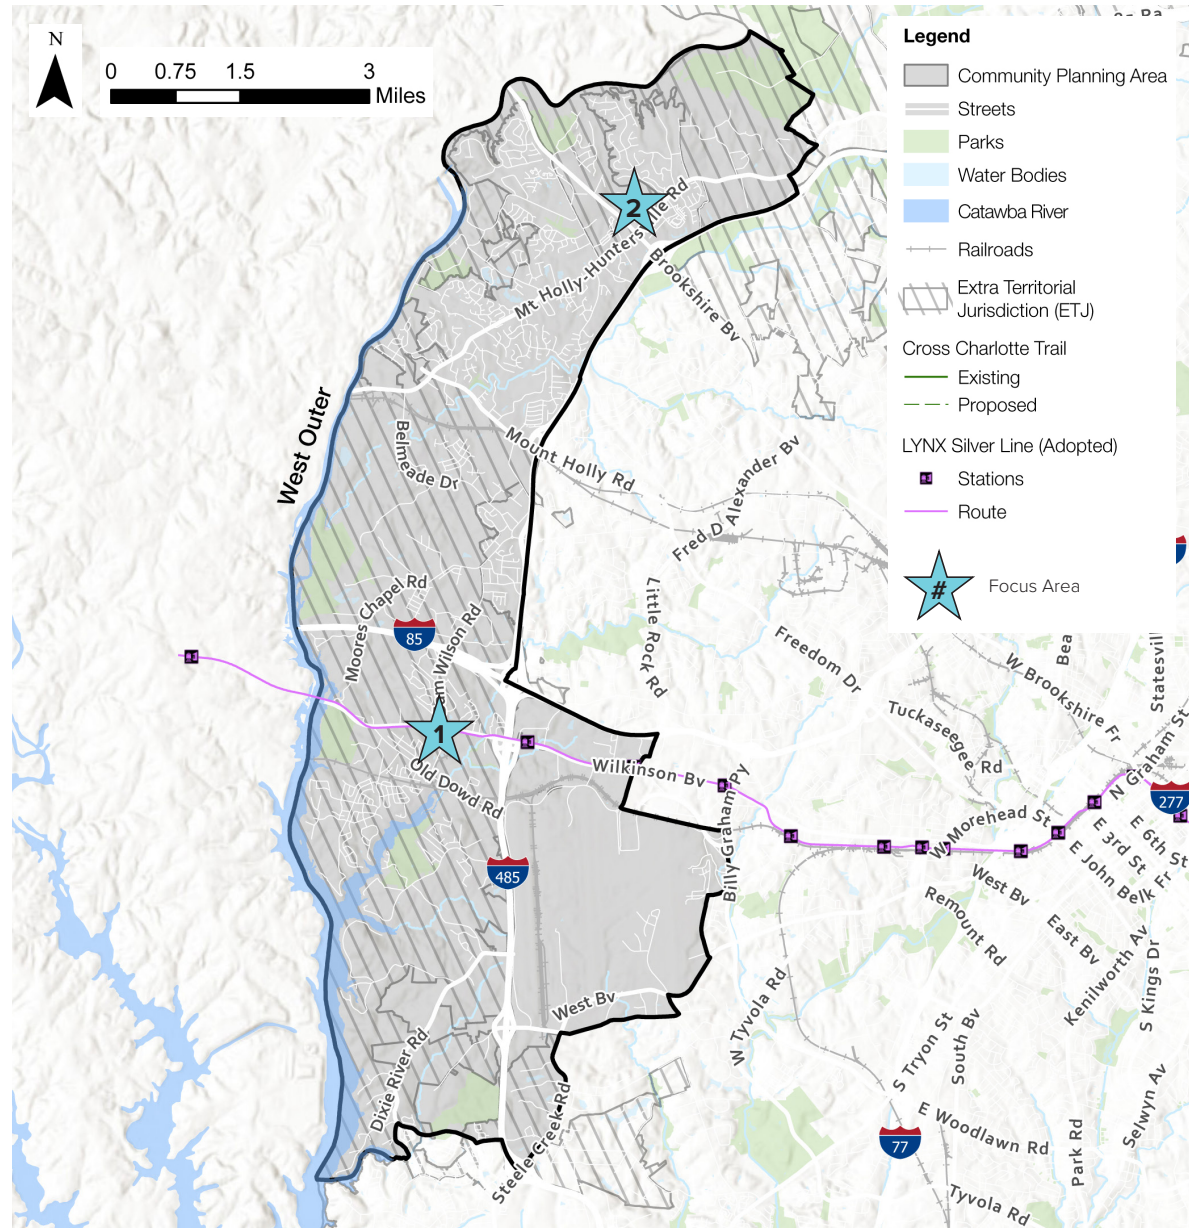 N
0 0.75 1.5 3
Miles
Legend
Community Planning Area
Streets
Parks
Water Bodies
Catawba River
Railroads
Extra Territorial
Jurisdiction (ETJ)
Cross Charlotte Trail
Existing
Proposed
LYNX Silver Line (Adopted)
Stations
Route
#
Focus Area
2
Mt Holly-Huntersville Rd
Brookshire Bv
West Outer
Belmeade Dr
Mount Holly Rd
Fred D Alexander Bv
Moores Chapel Rd
85
Sam Wilson Rd
Little Rock Rd
Freedom Dr
W Brookshire Fr
Statesvil
Bea
Tuckaseegee Rd
N Graham St
1
Wilkinson Bv
Old Dowd Rd
Billy Graham Py
277
W Morehead St
E 3rd St
E 6th St
E John Belk Fr
485
West Bv
Remount Rd
East Bv
Kenilworth Av
S Kings Dr
West Bv
W Tyvola Rd
S Tryon St
South Bv
Dixie River Rd
Steele Creek Rd
E Woodlawn Rd
77
Park Rd
Selwyn Av
Tyvola Rd